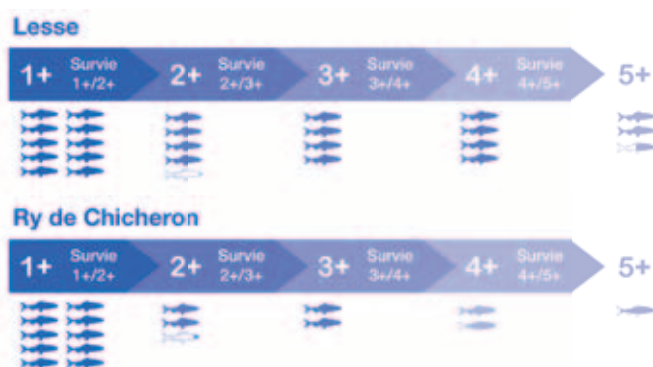 Lesse
1+ Survie 1+/2+ 2+ Survie 2+/3+ 3+ Survie 3+/4+ 4+ Survie 4+/5+ 5+
Ry de Chicheron
1+ Survie 1+/2+ 2+ Survie 2+/3+ 3+ Survie 3+/4+ 4+ Survie 4+/5+ 5+